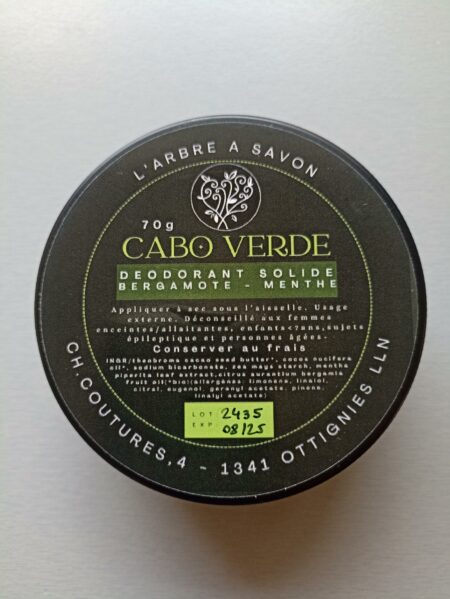 L'ARBRE A SAVON
70g
CABO VERDE
DEODORANT SOLIDE
BERGAMOTE - MENTHE
Appliquer à sec sous l'aisselle. Usage
externe. Déconseillé aux femmes
enceintes/allaitantes, enfants<7ans,sujets
épileptique et personnes âgées.
Conserver au frais
INGR/theobroma cacao seed butter*, cocos nucifera
oil*, sodium bicarbonate, zea mays starch, mentha
piperita leaf extract,citrus aurantium bergamia
fruit oil(*bio)(allergènes: limonene, linalol,
citral, eugenol, geranyl acetate, pinene,
linalyl acetate)
LOT: 2435
EXP: 08/25
CH.COUTURES,4 - 1341 OTTIGNIES LLN